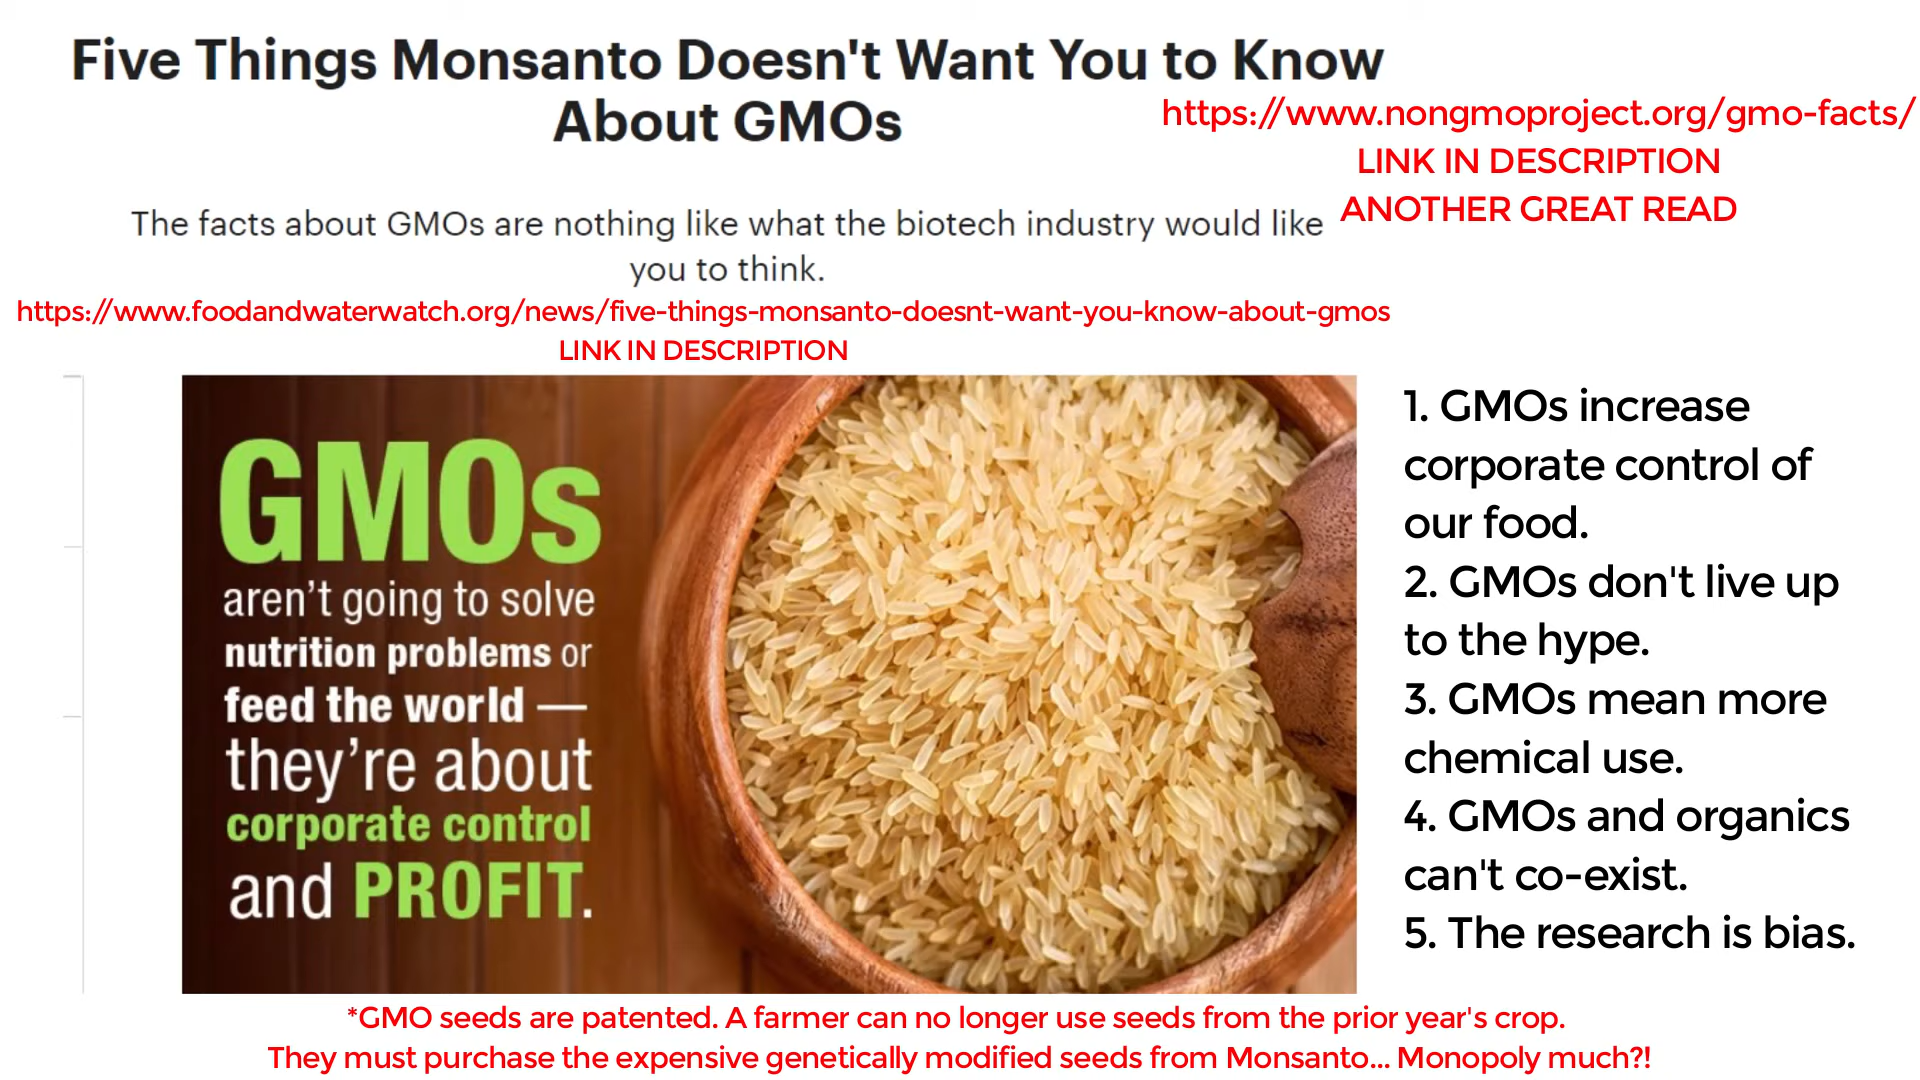 Five Things Monsanto Doesn't Want You to Know
About GMOs
https://www.nongmoproject.org/gmo-facts/
LINK IN DESCRIPTION
ANOTHER GREAT READ
The facts about GMOs are nothing like what the biotech industry would like
you to think.
https://www.foodandwaterwatch.org/news/five-things-monsanto-doesnt-want-you-know-about-gmos
LINK IN DESCRIPTION
GMOs
aren't going to solve
nutrition problems or
feed the world —
they're about
corporate control
and PROFIT.
1. GMOs increase
corporate control of
our food.
2. GMOs don't live up
to the hype.
3. GMOs mean more
chemical use.
4. GMOs and organics
can't co-exist.
5. The research is bias.
*GMO seeds are patented. A farmer can no longer use seeds from the prior year's crop.
They must purchase the expensive genetically modified seeds from Monsanto... Monopoly much?!